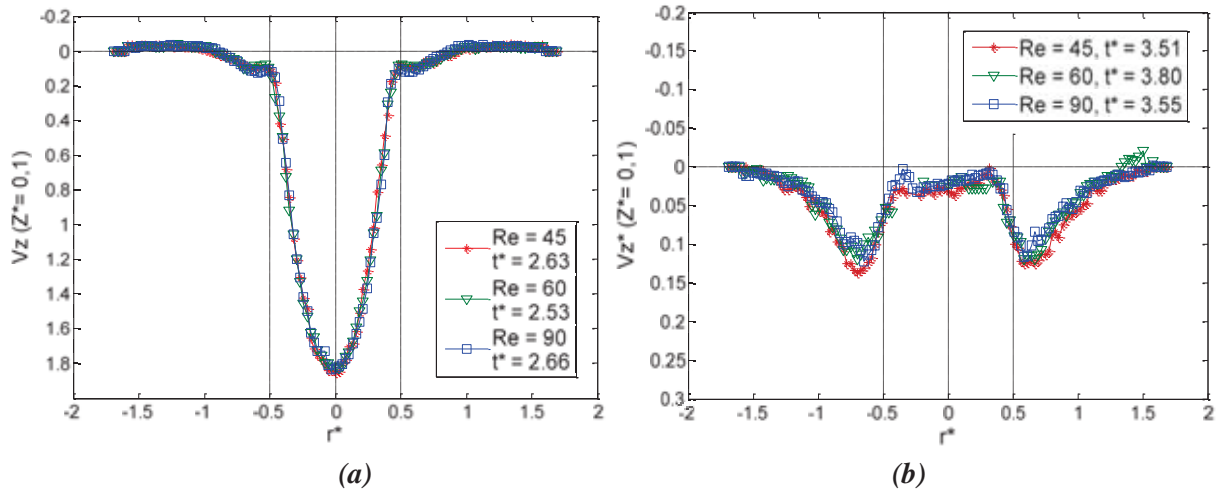 -0.2
0
0.2
0.4
0.6
0.8
1
1.2
1.4
1.6
1.8
Vz (Z*= 0,1)
-2 -1.5 -1 -0.5 0 0.5 1 1.5 2
r*
Re = 45
t* = 2.63
Re = 60
t* = 2.53
Re = 90
t* = 2.66
(a)
-0.2
-0.15
-0.1
-0.05
0
0.05
0.1
0.15
0.2
0.25
0.3
Vz* (Z*= 0,1)
-2 -1.5 -1 -0.5 0 0.5 1 1.5 2
r*
Re = 45, t* = 3.51
Re = 60, t* = 3.80
Re = 90, t* = 3.55
(b)